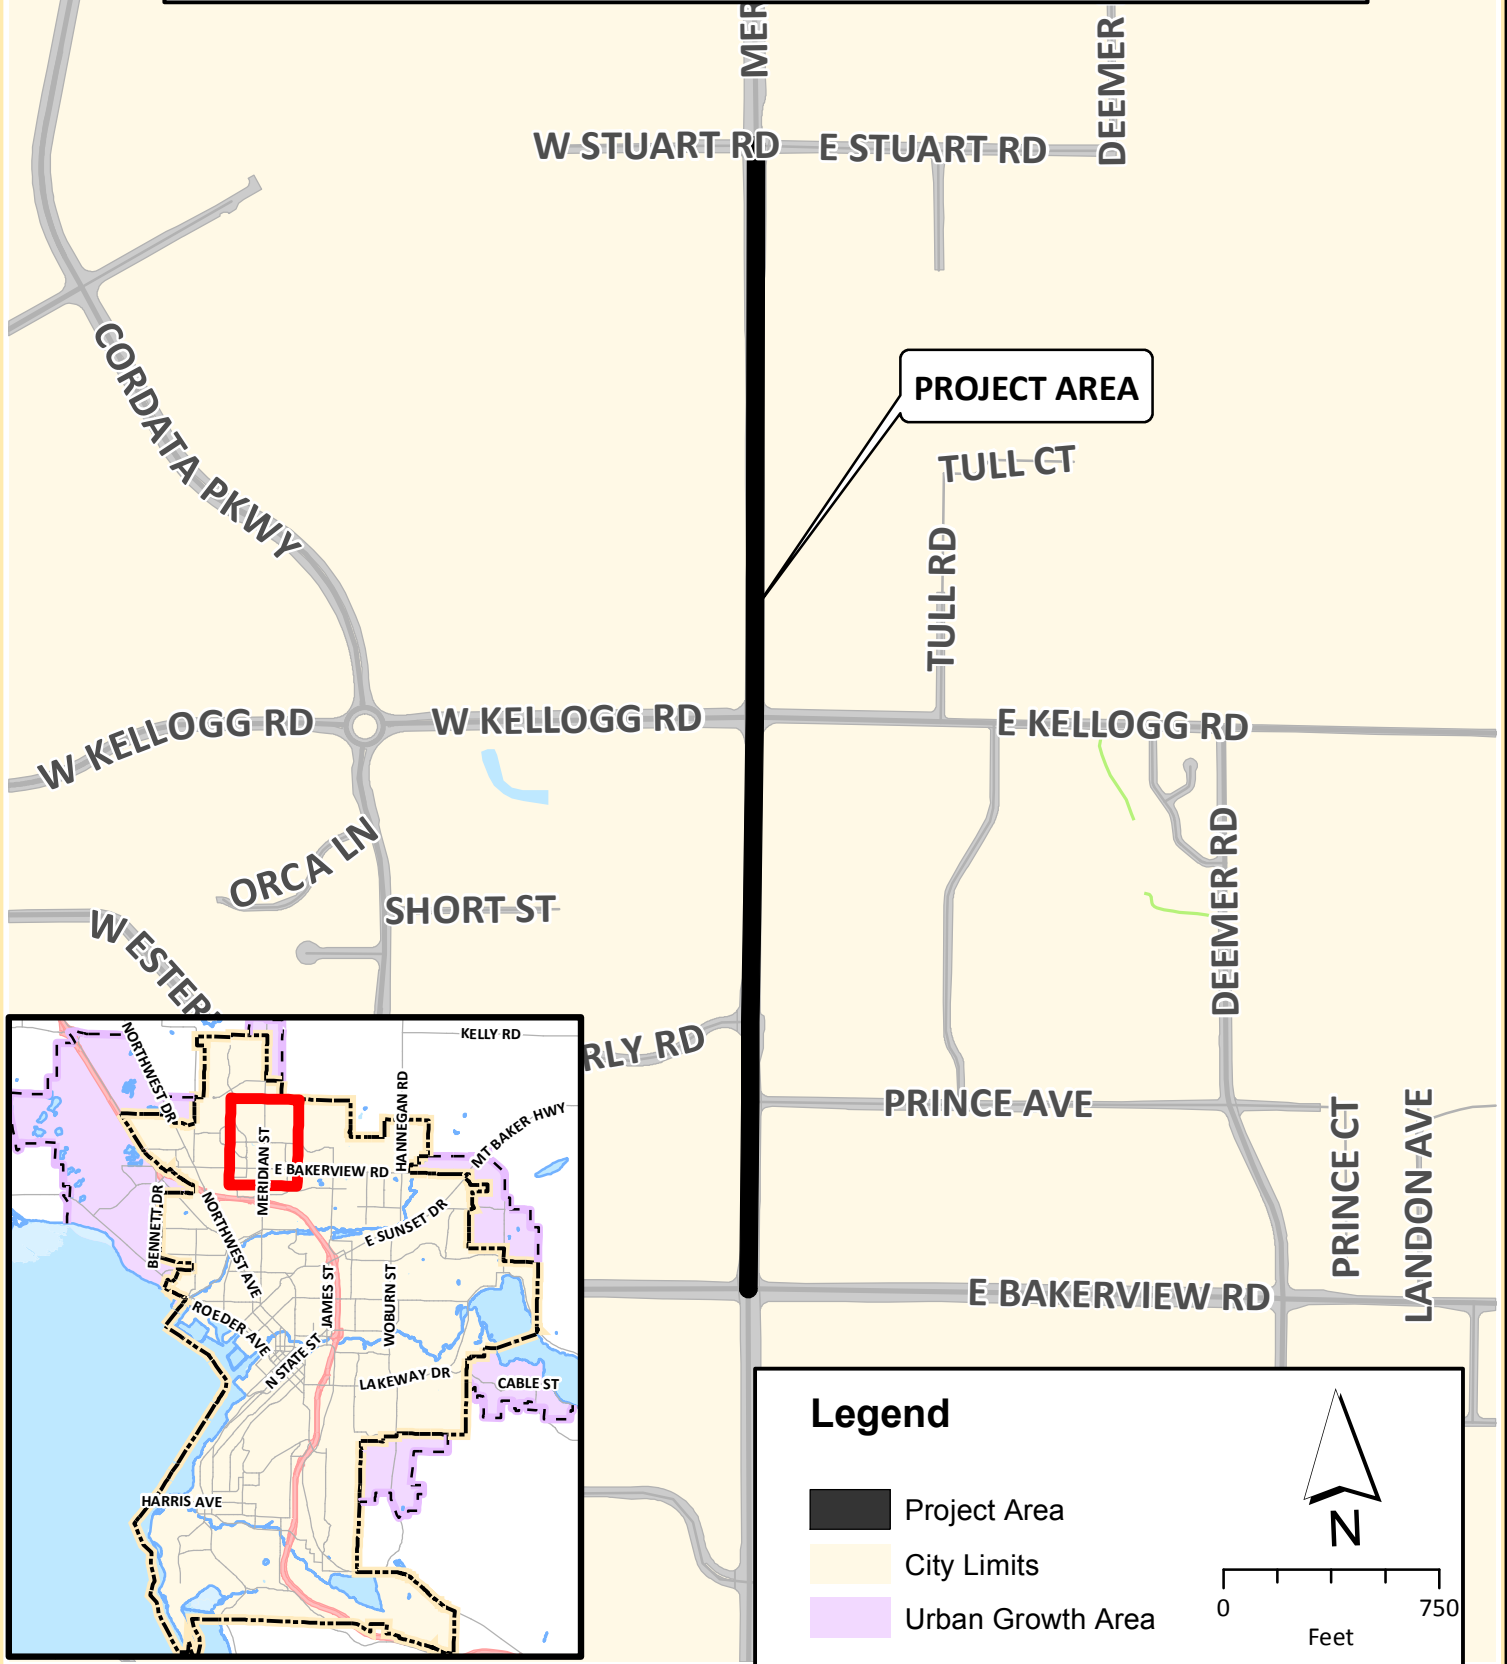 MER
DEEMER
W STUART RD
E STUART RD
PROJECT AREA
CORDATA PKWY
TULL CT
TULL RD
W KELLOGG RD
W KELLOGG RD
E KELLOGG RD
ORCA LN
SHORT ST
DEEMER RD
W ESTER
RLY RD
PRINCE AVE
PRINCE CT
LANDON AVE
E BAKERVIEW RD
KELLY RD
NORTHWEST DR
HANNEGAN RD
MT BAKER HWY
MERIDIAN ST
E BAKERVIEW RD
BENNETT DR
NORTHWEST AVE
E SUNSET DR
JAMES ST
WOBURN ST
ROEDER AVE
N STATE ST
LAKEWAY DR
CABLE ST
HARRIS AVE
Legend
Project Area
City Limits
Urban Growth Area
N
0 750
Feet